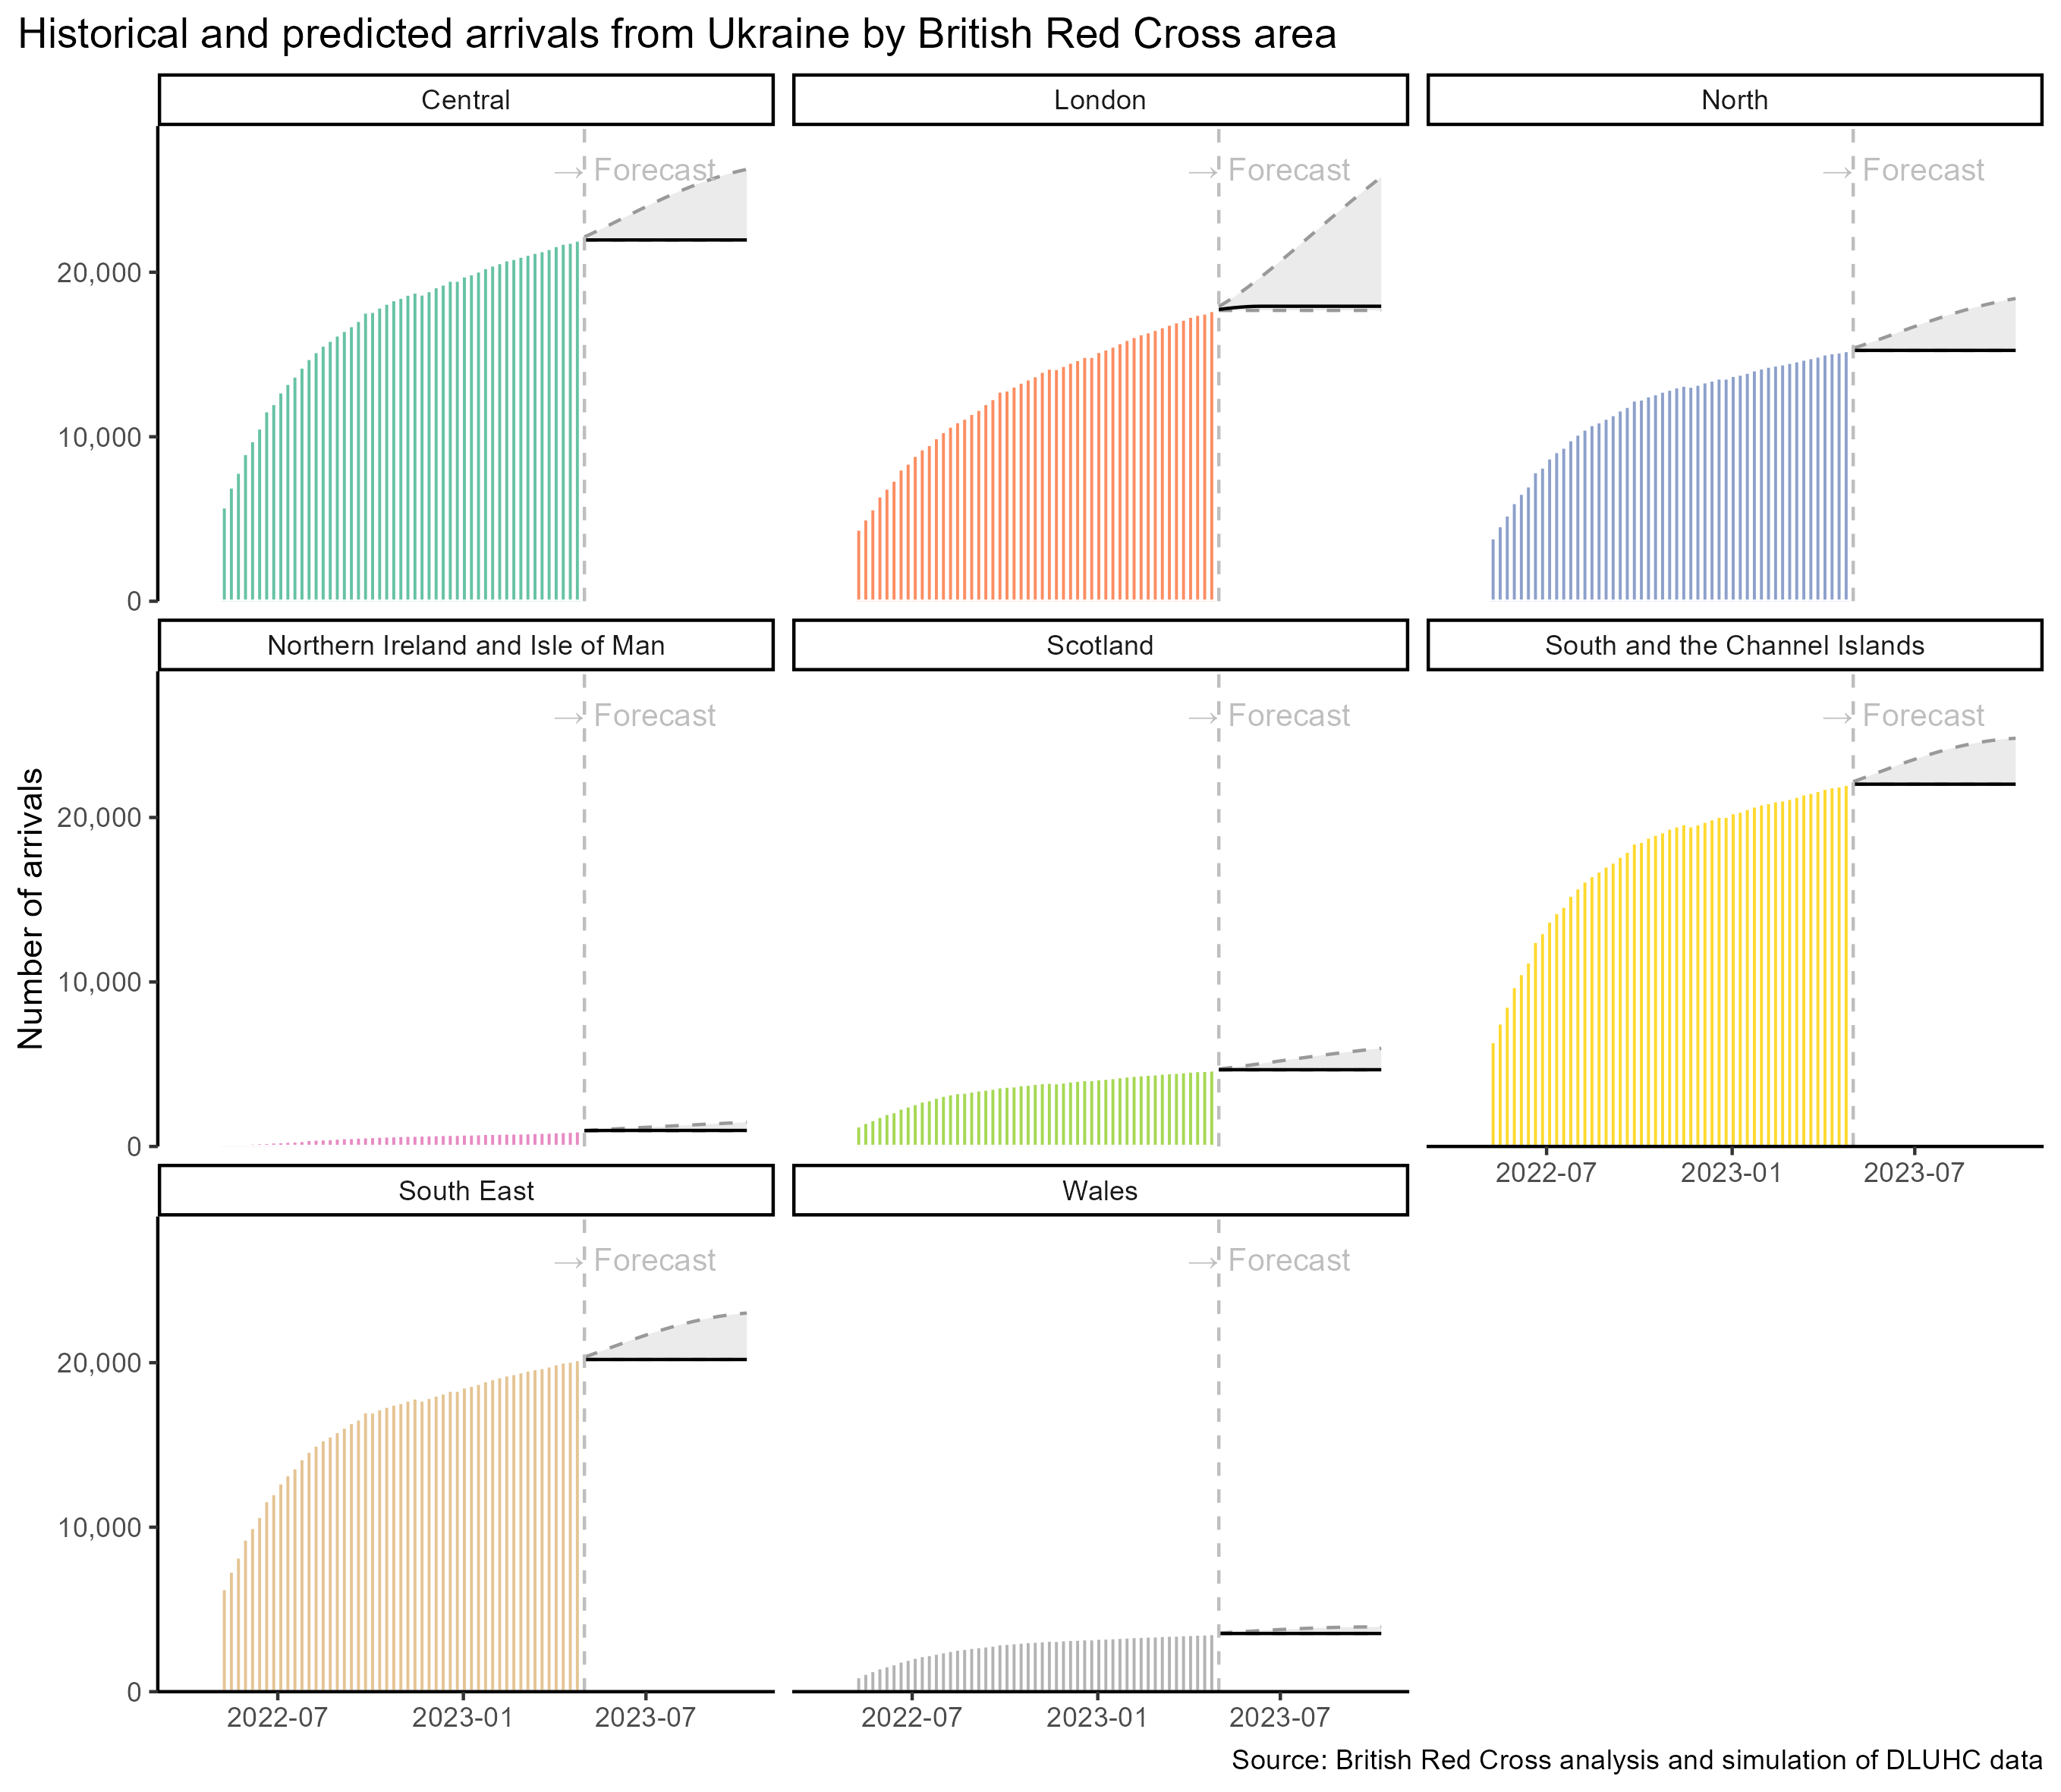 Historical and predicted arrivals from Ukraine by British Red Cross area
Central
London
North
→ Forecast
→ Forecast
→ Forecast
20,000
10,000
0
Northern Ireland and Isle of Man
Scotland
South and the Channel Islands
→ Forecast
→ Forecast
→ Forecast
Number of arrivals
20,000
10,000
0
2022-07
2023-01
2023-07
South East
Wales
→ Forecast
→ Forecast
20,000
10,000
0
2022-07
2023-01
2023-07
2022-07
2023-01
2023-07
Source: British Red Cross analysis and simulation of DLUHC data